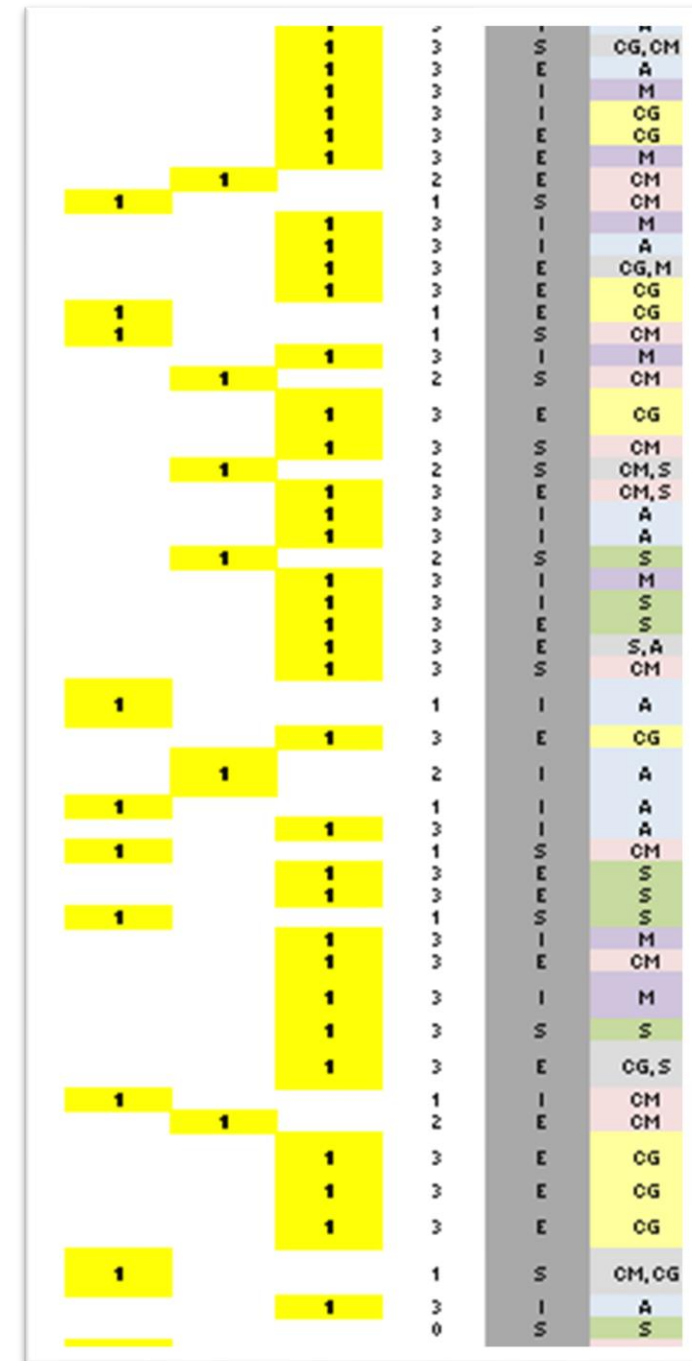 1 3 S CG, CM
1 3 E A
1 3 I M
1 3 I CG
1 3 E CG
1 3 E M
1 2 E CM
1 1 S CM
1 3 I M
1 3 I A
1 3 E CG, M
1 3 E CG
1 1 E CG
1 1 S CM
1 3 I M
1 2 S CM
1 3 E CG
1 3 S CM
1 2 S CM, S
1 3 E CM, S
1 3 I A
1 3 I A
1 2 S S
1 3 I M
1 3 I S
1 3 E S
1 3 E S, A
1 3 S CM
1 1 I A
1 3 E CG
1 2 I A
1 1 I A
1 3 I A
1 1 S CM
1 3 E S
1 3 E S
1 1 S S
1 3 I M
1 3 E CM
1 3 I M
1 3 S S
1 3 E CG, S
1 1 I CM
1 2 E CM
1 3 E CG
1 3 E CG
1 3 E CG
1 1 S CM, CG
1 3 I A
0 S S